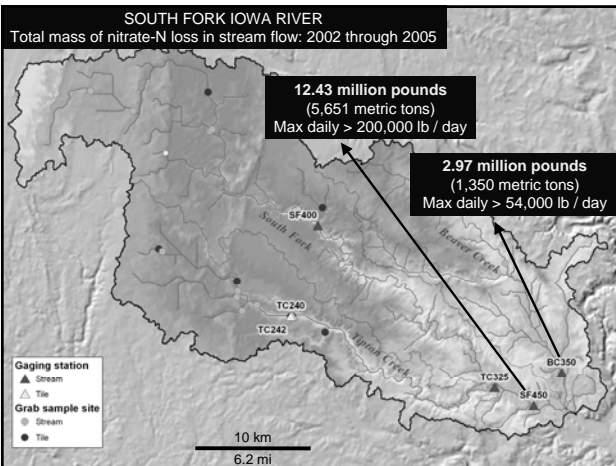 SOUTH FORK IOWA RIVER
Total mass of nitrate-N loss in stream flow: 2002 through 2005
12.43 million pounds
(5,651 metric tons)
Max daily > 200,000 lb / day
2.97 million pounds
(1,350 metric tons)
Max daily > 54,000 lb / day
SF400
South Fork
Beaver Creek
TC240
TC242
Tipton Creek
BC350
TC325
SF450
Gaging station
Stream
Tile
Grab sample site
Stream
Tile
10 km
6.2 mi